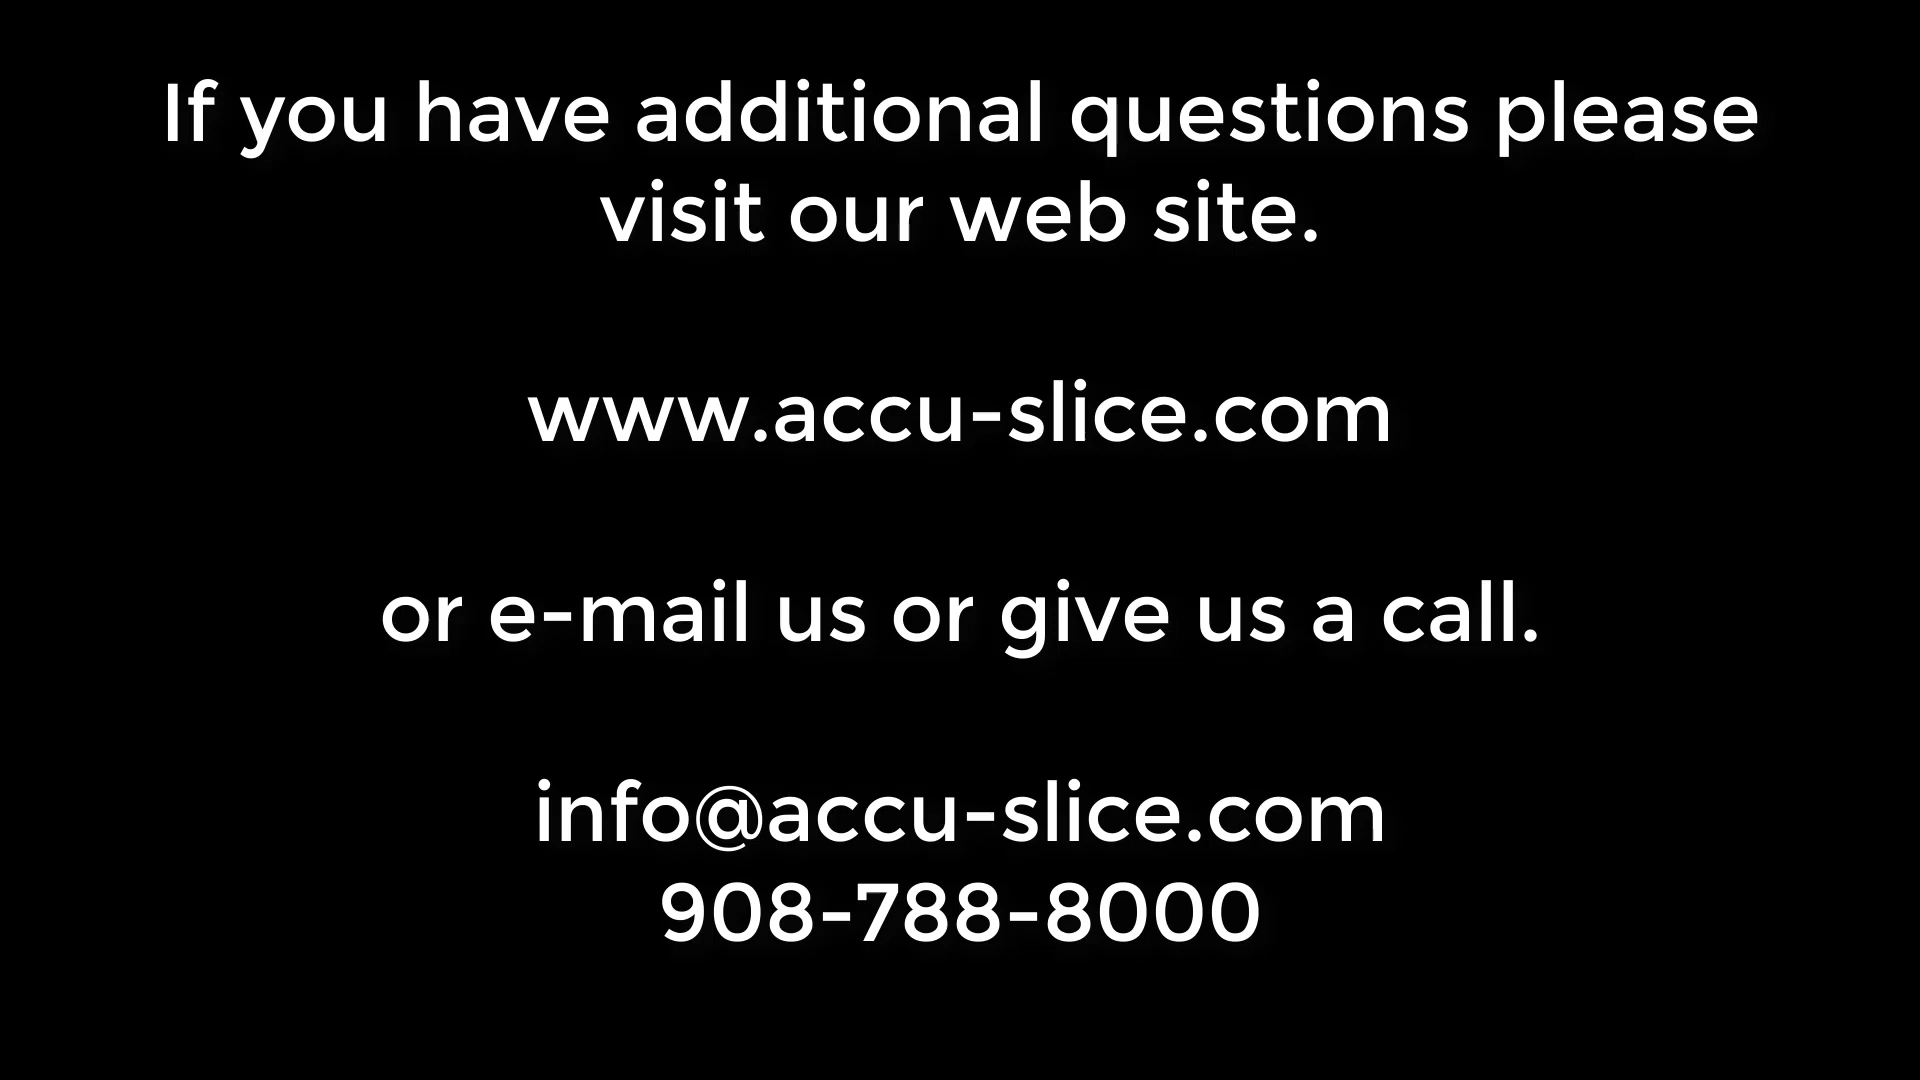 If you have additional questions please
visit our web site.
www.accu-slice.com
or e-mail us or give us a call.
info@accu-slice.com
908-788-8000